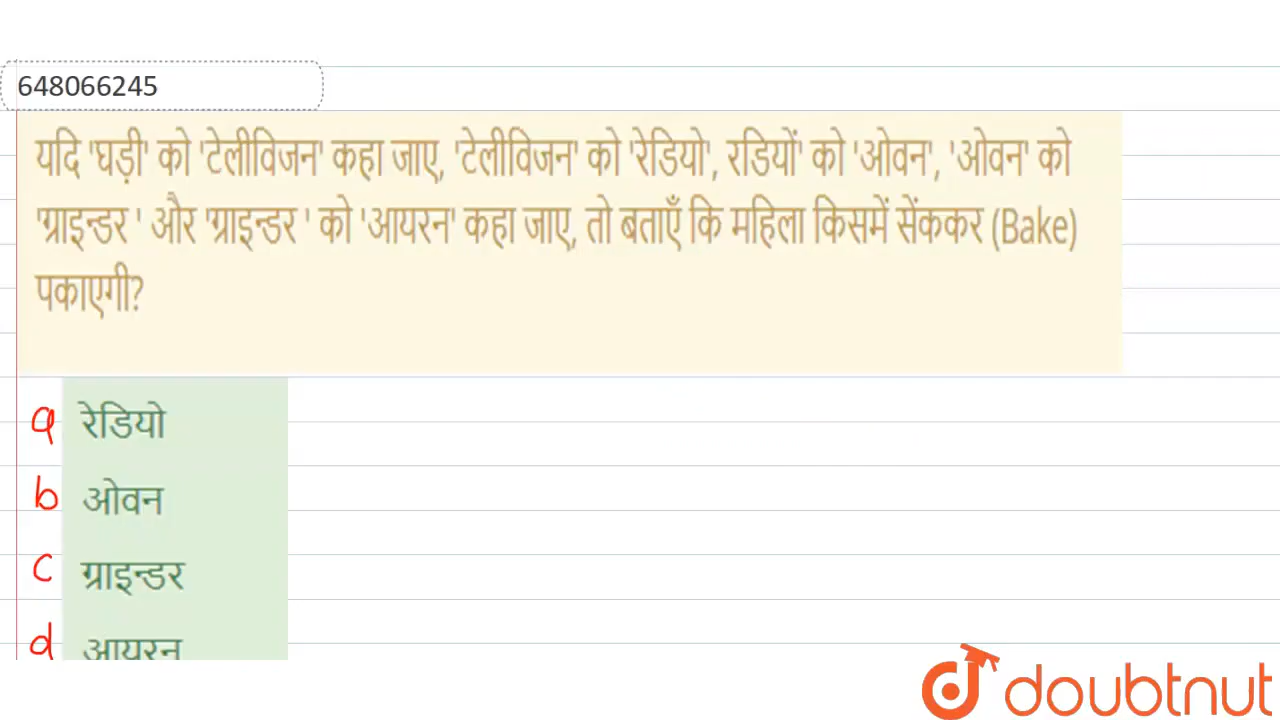 648066245
यदि 'घड़ी' को 'टेलीविजन' कहा जाए, 'टेलीविजन' को 'रेडियो', रडियों' को 'ओवन', 'ओवन' को
'ग्राइन्डर ' और 'ग्राइन्डर ' को 'आयरन' कहा जाए, तो बताएँ कि महिला किसमें सेंककर (Bake)
पकाएगी?
a रेडियो
b ओवन
c ग्राइन्डर
d आयरन
doubtnut